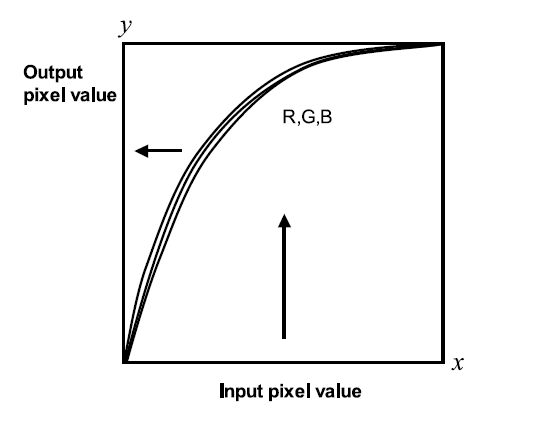 y
Output
pixel value
R,G,B
x
Input pixel value